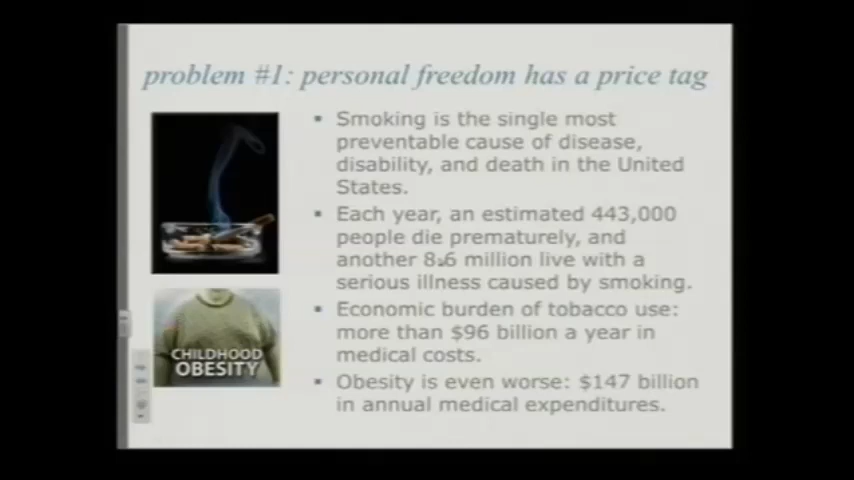 problem #1: personal freedom has a price tag
▪ Smoking is the single most
preventable cause of disease,
disability, and death in the United
States.
▪ Each year, an estimated 443,000
people die prematurely, and
another 8.6 million live with a
serious illness caused by smoking.
▪ Economic burden of tobacco use:
more than $96 billion a year in
medical costs.
▪ Obesity is even worse: $147 billion
in annual medical expenditures.
CHILDHOOD
OBESITY